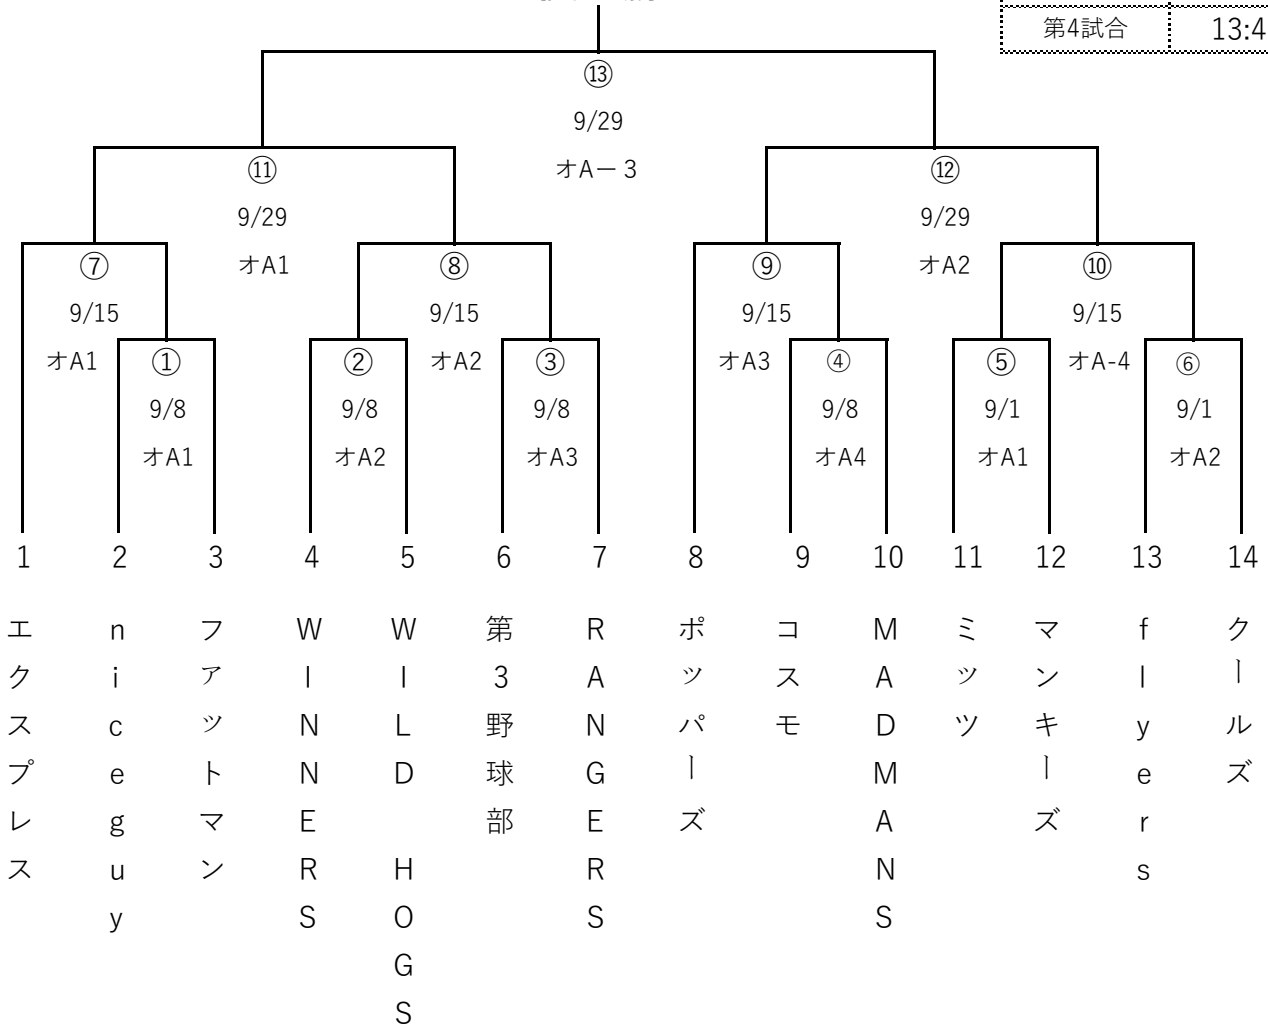 第4試合 13:4
⑬
9/29
オA－３
⑪
9/29
オA1
⑫
9/29
オA2
⑦
9/15
オA1
⑧
9/15
オA2
⑨
9/15
オA3
⑩
9/15
オA-4
①
9/8
オA1
②
9/8
オA2
③
9/8
オA3
④
9/8
オA4
⑤
9/1
オA1
⑥
9/1
オA2
1 2 3 4 5 6 7 8 9 10 11 12 13 14
エクスプレス
niceguy
ファットマン
WINNERS
WILD HOGS
第3野球部
RANGERS
ポッパーズ
コスモ
MADMANS
ミッツ
マンキーズ
flyers
クールズ